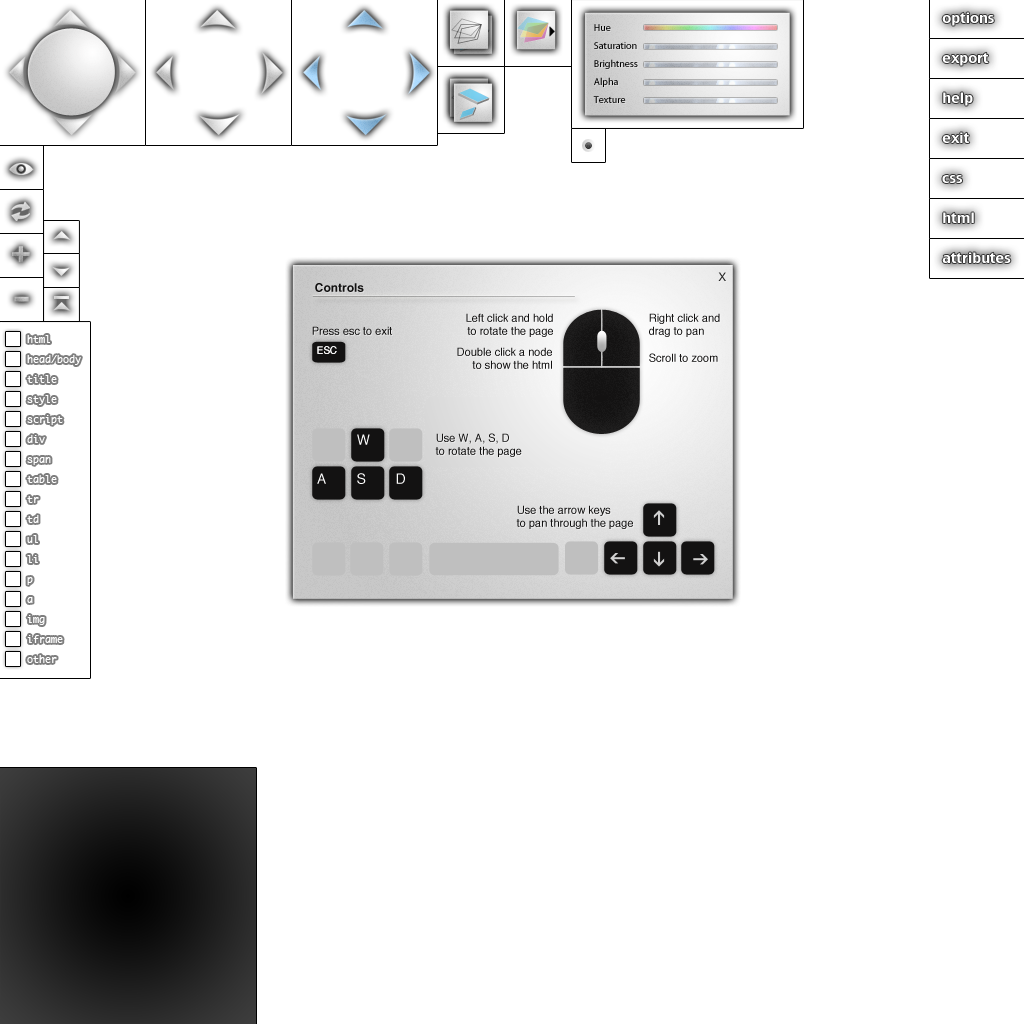 Hue
Saturation
Brightness
Alpha
Texture
options
export
help
exit
css
html
attributes
Controls
X
Press esc to exit
ESC
Left click and hold
to rotate the page
Double click a node
to show the html
Right click and
drag to pan
Scroll to zoom
W
A S D
Use W, A, S, D
to rotate the page
Use the arrow keys
to pan through the page
html
head/body
title
style
script
div
span
table
tr
td
ul
li
p
a
img
iframe
other